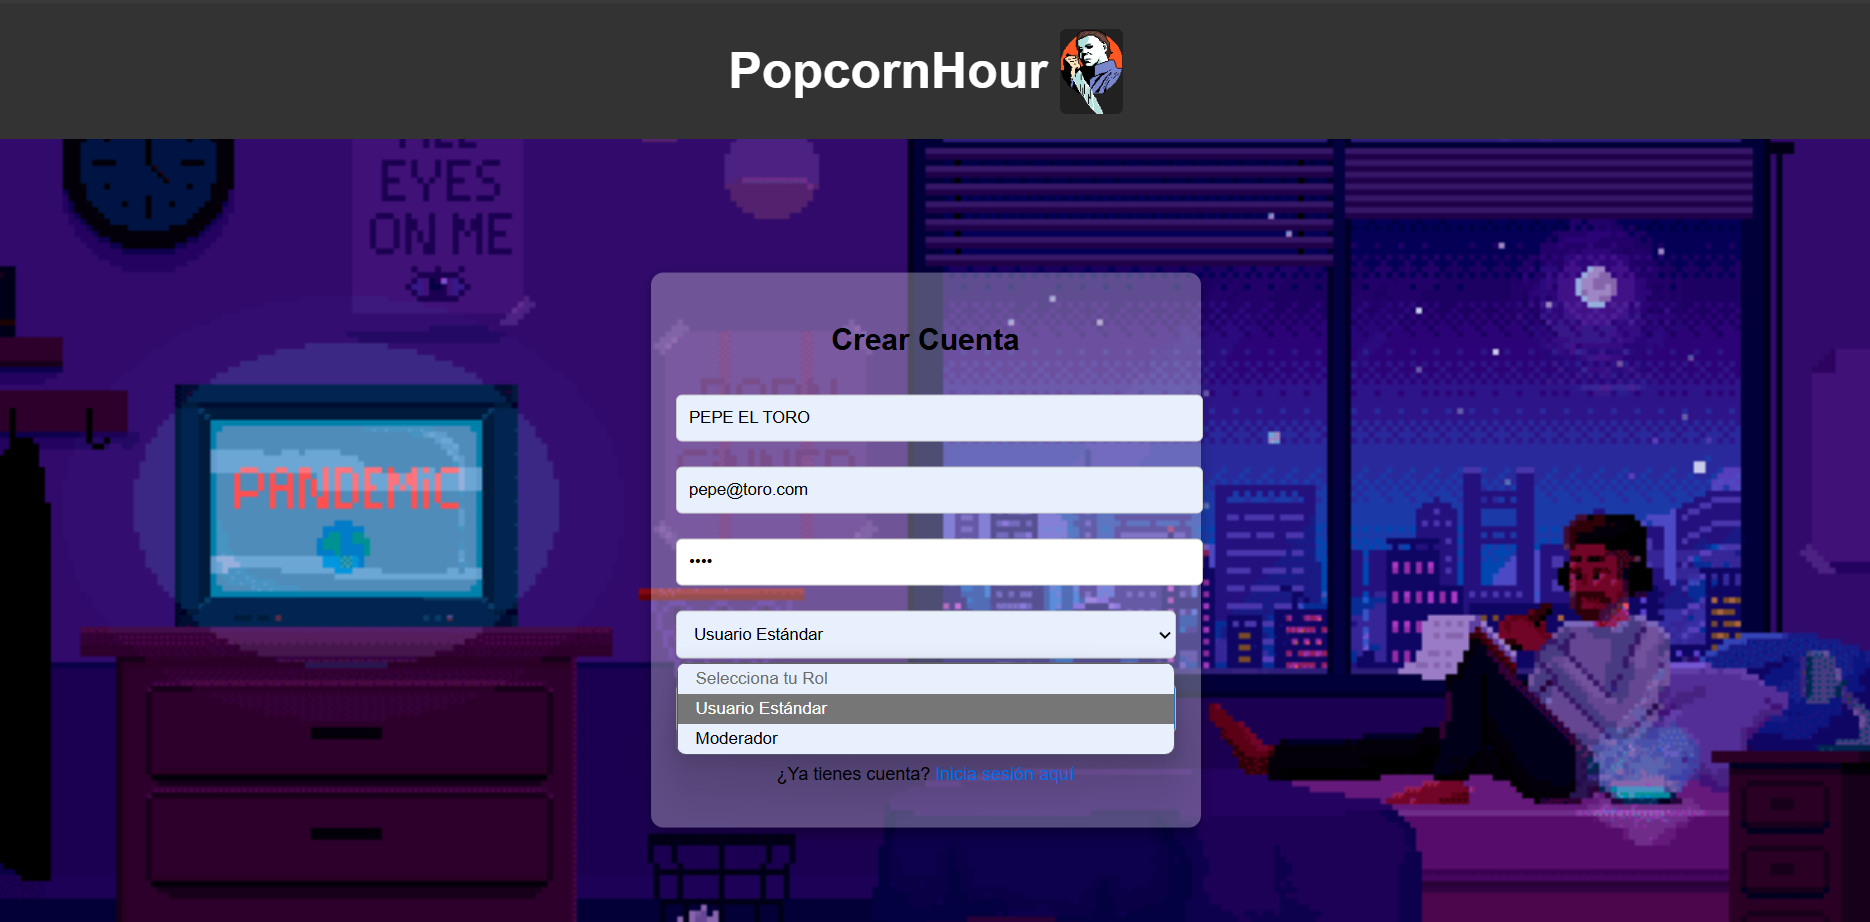 PopcornHour
EYES
ON ME
PANDEMiC
Crear Cuenta
PEPE EL TORO
pepe@toro.com
••••
Usuario Estándar
Selecciona tu Rol
Usuario Estándar
Moderador
¿Ya tienes cuenta? Inicia sesión aquí